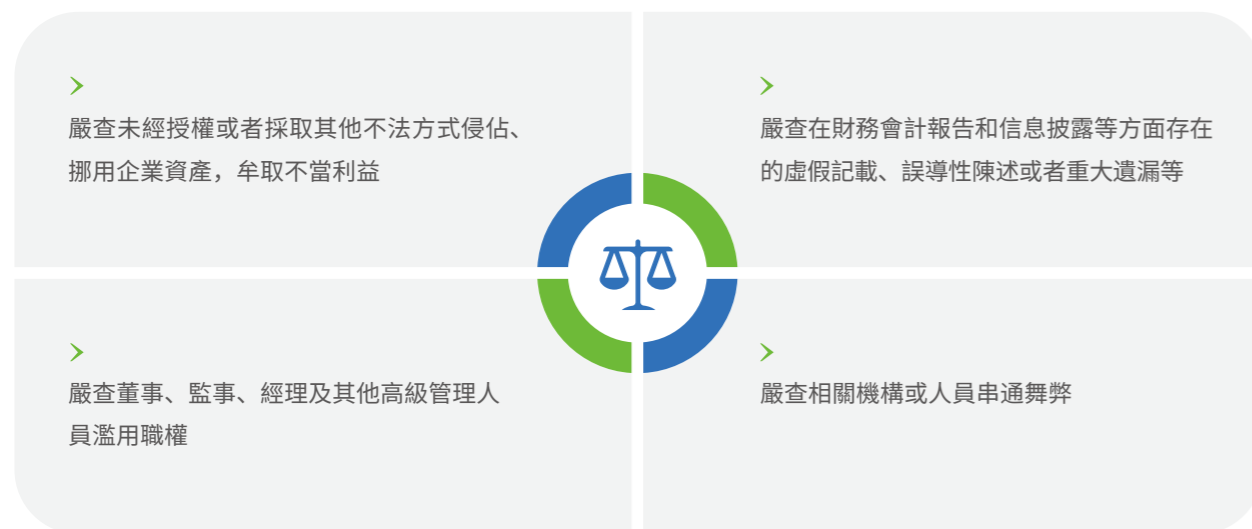 嚴查未經授權或者採取其他不法方式侵佔、
挪用企業資產，牟取不當利益
嚴查在財務會計報告和信息披露等方面存在
的虛假記載、誤導性陳述或者重大遺漏等
嚴查董事、監事、經理及其他高級管理人
員濫用職權
嚴查相關機構或人員串通舞弊